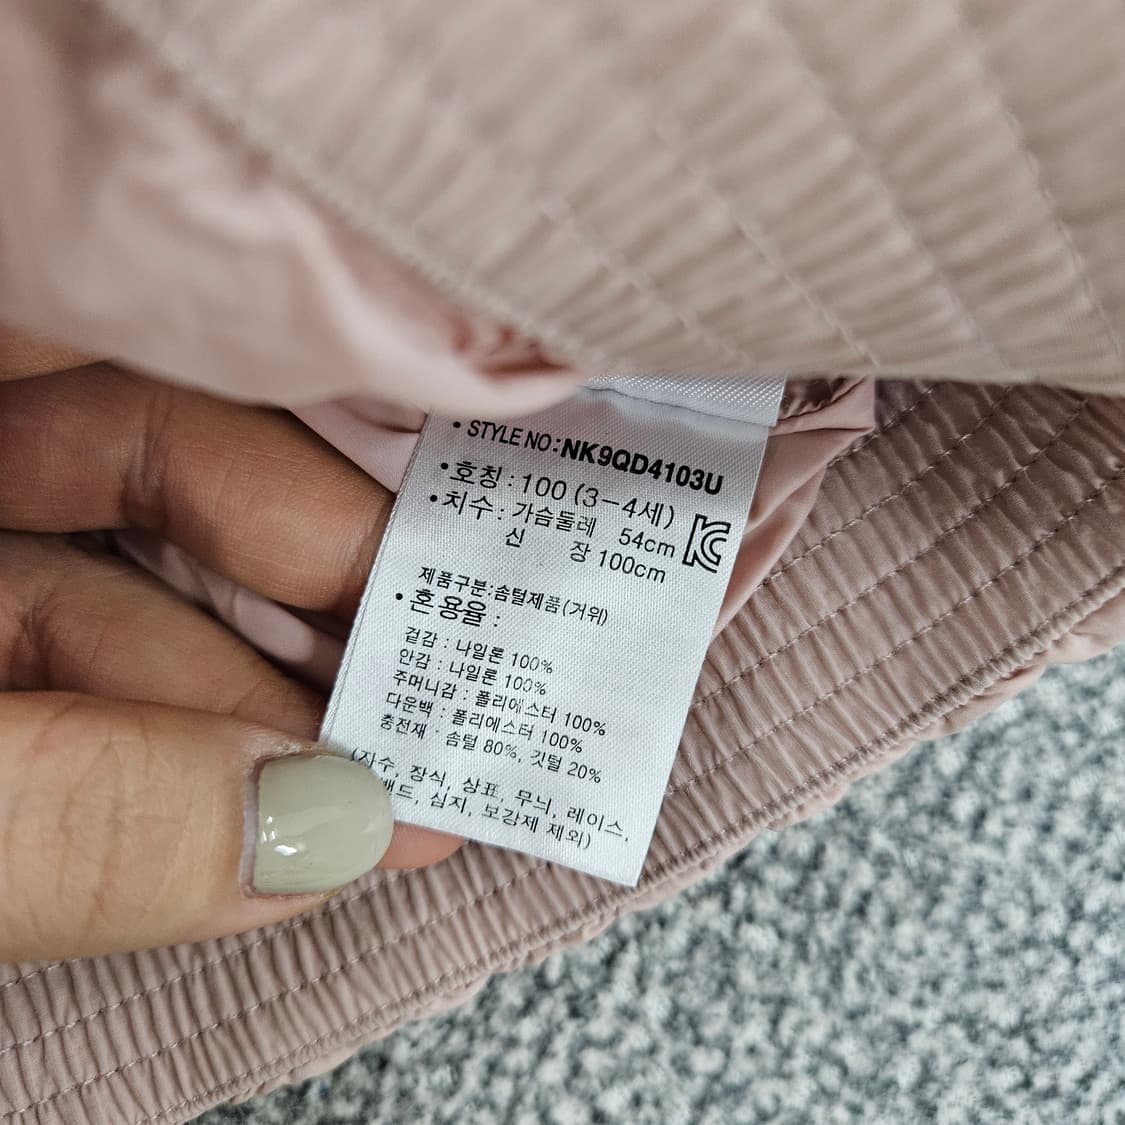 • STYLE NO:NK9QD4103U
• 호칭 : 100 (3-4세)
• 치수 : 가슴둘레 54cm
신 장 100cm
제품구분:솜털제품(거위)
• 혼용율 :
겉감 : 나일론 100%
안감 : 나일론 100%
주머니감 : 폴리에스터 100%
다운백 : 폴리에스터 100%
충전재 : 솜털 80%, 깃털 20%
(자수, 장식, 상표, 무늬, 레이스,
심지, 보강제 제외)